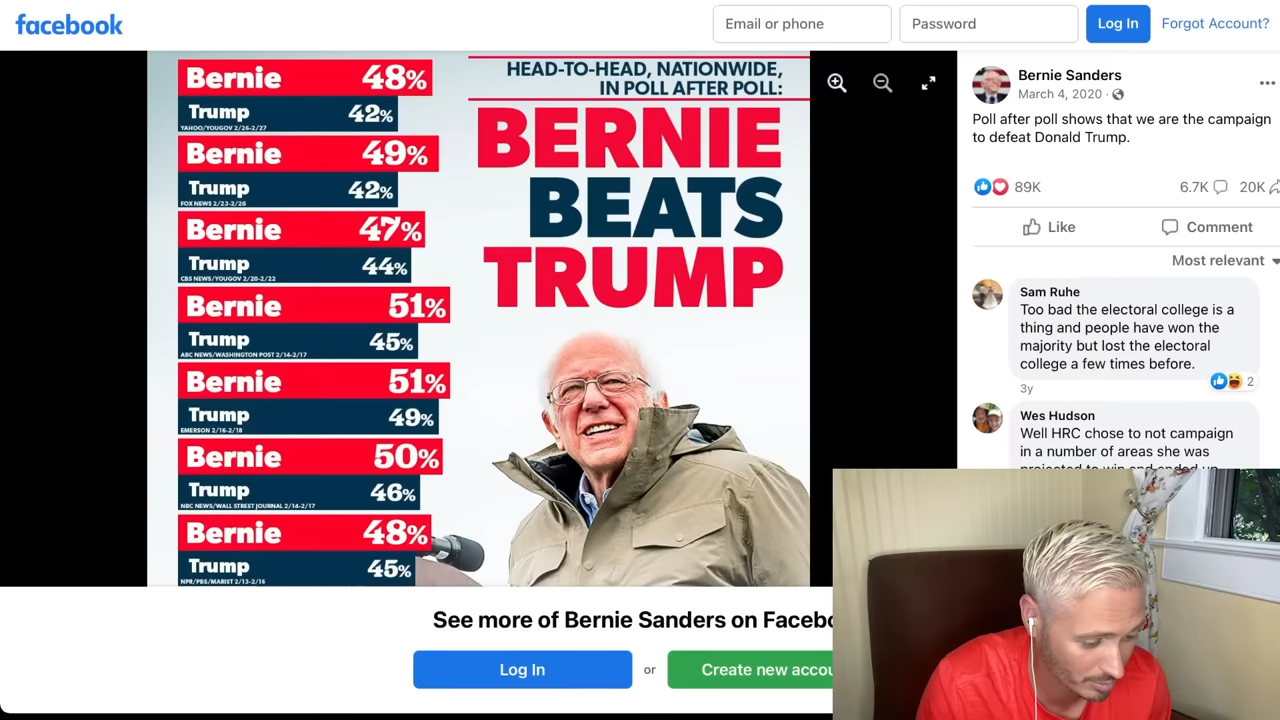 facebook
Email or phone
Password
Log In
Forgot Account?
Bernie 48%
Trump 42%
YAHOO/YOUGOV 2/26-2/27
Bernie 49%
Trump 42%
FOX NEWS 2/23-2/26
Bernie 47%
Trump 44%
CBS NEWS/YOUGOV 2/20-2/22
Bernie 51%
Trump 45%
ABC NEWS/WASHINGTON POST 2/14-2/17
Bernie 51%
Trump 49%
EMERSON 2/16-2/18
Bernie 50%
Trump 46%
NBC NEWS/WALL STREET JOURNAL 2/14-2/17
Bernie 48%
Trump 45%
NPR/PBS/MARIST 2/13-2/16
HEAD-TO-HEAD, NATIONWIDE,
IN POLL AFTER POLL:
BERNIE
BEATS
TRUMP
Bernie Sanders
March 4, 2020
Poll after poll shows that we are the campaign
to defeat Donald Trump.
89K
6.7K
20K
Like
Comment
Most relevant
Sam Ruhe
Too bad the electoral college is a
thing and people have won the
majority but lost the electoral
college a few times before.
2
3y
Wes Hudson
Well HRC chose to not campaign
in a number of areas she was
See more of Bernie Sanders on Facebo
Log In
or
Create new accou